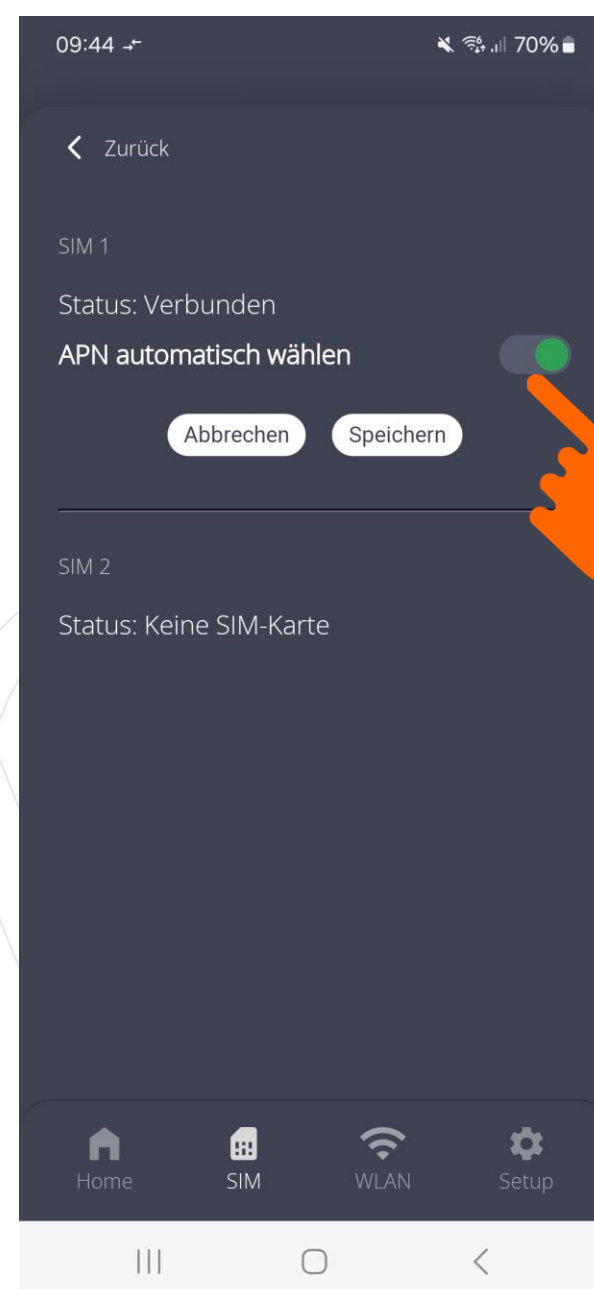 09:44 70%
Zurück
SIM 1
Status: Verbunden
APN automatisch wählen
Abbrechen Speichern
SIM 2
Status: Keine SIM-Karte
Home SIM WLAN Setup